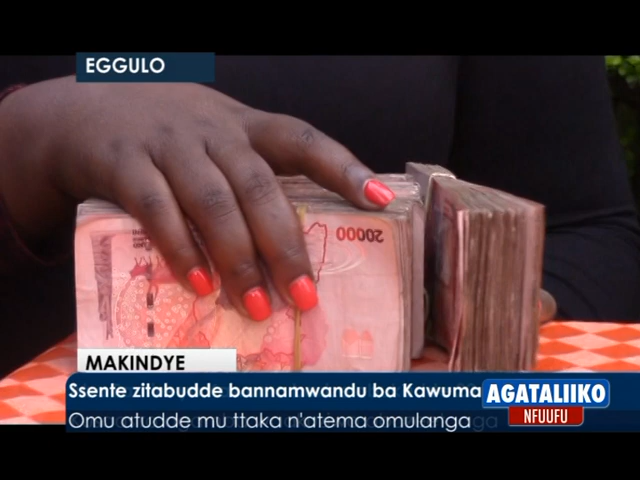 EGGULO
20000
MAKINDYE
Ssente zitabudde bannamwandu ba Kawuma
Omu atudde mu ttaka n'atema omulanga
AGATALIIKO
NFUUFU